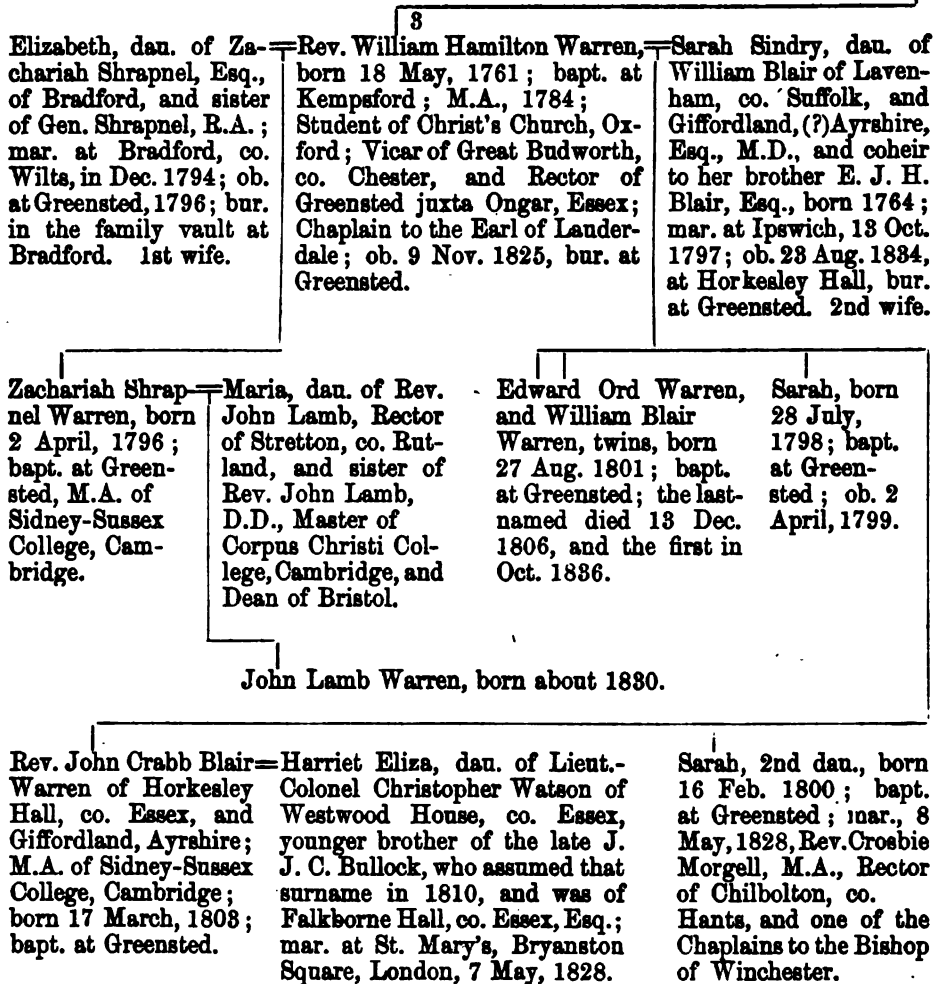 3
Elizabeth, dau. of Za-
chariah Shrapnel, Esq.,
of Bradford, and sister
of Gen. Shrapnel, R.A. ;
mar. at Bradford, co.
Wilts, in Dec. 1794; ob.
at Greensted, 1796; bur.
in the family vault at
Bradford. 1st wife.
Rev. William Hamilton Warren,
born 18 May, 1761 ; bapt. at
Kempsford ; M.A., 1784 ;
Student of Christ's Church, Ox-
ford ; Vicar of Great Budworth,
co. Chester, and Rector of
Greensted juxta Ongar, Essex;
Chaplain to the Earl of Lauder-
dale ; ob. 9 Nov. 1825, bur. at
Greensted.
Sarah Sindry, dau. of
William Blair of Laven-
ham, co. Suffolk, and
Giffordland, (?) Ayrshire,
Esq., M.D., and coheir
to her brother E. J. H.
Blair, Esq., born 1764 ;
mar. at Ipswich, 13 Oct.
1797; ob. 23 Aug. 1834,
at Horkesley Hall, bur.
at Greensted. 2nd wife.
Zachariah Shrap-
nel Warren, born
2 April, 1796 ;
bapt. at Green-
sted, M.A. of
Sidney-Sussex
College, Cam-
bridge.
Maria, dau. of Rev.
John Lamb, Rector
of Stretton, co. Rut-
land, and sister of
Rev. John Lamb,
D.D., Master of
Corpus Christi Col-
lege, Cambridge, and
Dean of Bristol.
Edward Ord Warren,
and William Blair
Warren, twins, born
27 Aug. 1801 ; bapt.
at Greensted; the last-
named died 13 Dec.
1806, and the first in
Oct. 1836.
Sarah, born
28 July,
1798; bapt.
at Green-
sted ; ob. 2
April, 1799.
John Lamb Warren, born about 1830.
Rev. John Crabb Blair
Warren of Horkesley
Hall, co. Essex, and
Giffordland, Ayrshire;
M.A. of Sidney-Sussex
College, Cambridge ;
born 17 March, 1803 ;
bapt. at Greensted.
Harriet Eliza, dau. of Lieut.-
Colonel Christopher Watson of
Westwood House, co. Essex,
younger brother of the late J.
J. C. Bullock, who assumed that
surname in 1810, and was of
Falkborne Hall, co. Essex, Esq.;
mar. at St. Mary's, Bryanston
Square, London, 7 May, 1828.
Sarah, 2nd dau., born
16 Feb. 1800 ; bapt.
at Greensted ; mar., 8
May, 1828, Rev. Crosbie
Morgell, M.A., Rector
of Chilbolton, co.
Hants, and one of the
Chaplains to the Bishop
of Winchester.